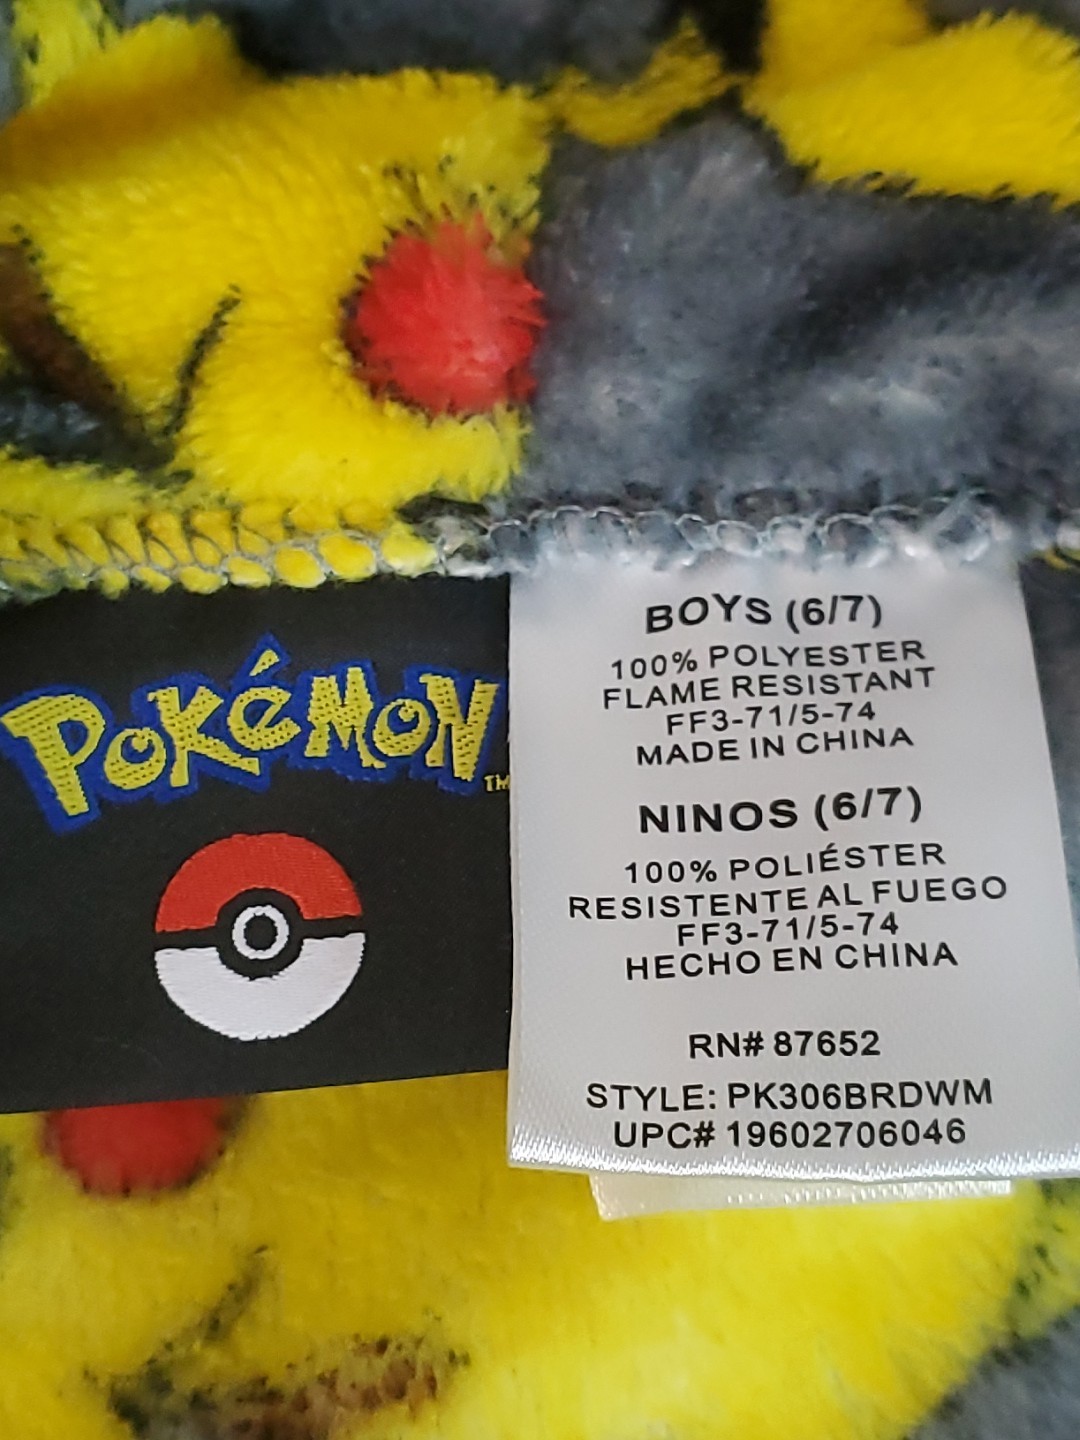 POKéMON
TM
BOYS (6/7)
100% POLYESTER
FLAME RESISTANT
FF3-71/5-74
MADE IN CHINA
NINOS (6/7)
100% POLIÉSTER
RESISTENTE AL FUEGO
FF3-71/5-74
HECHO EN CHINA
RN# 87652
STYLE: PK306BRDWM
UPC# 19602706046